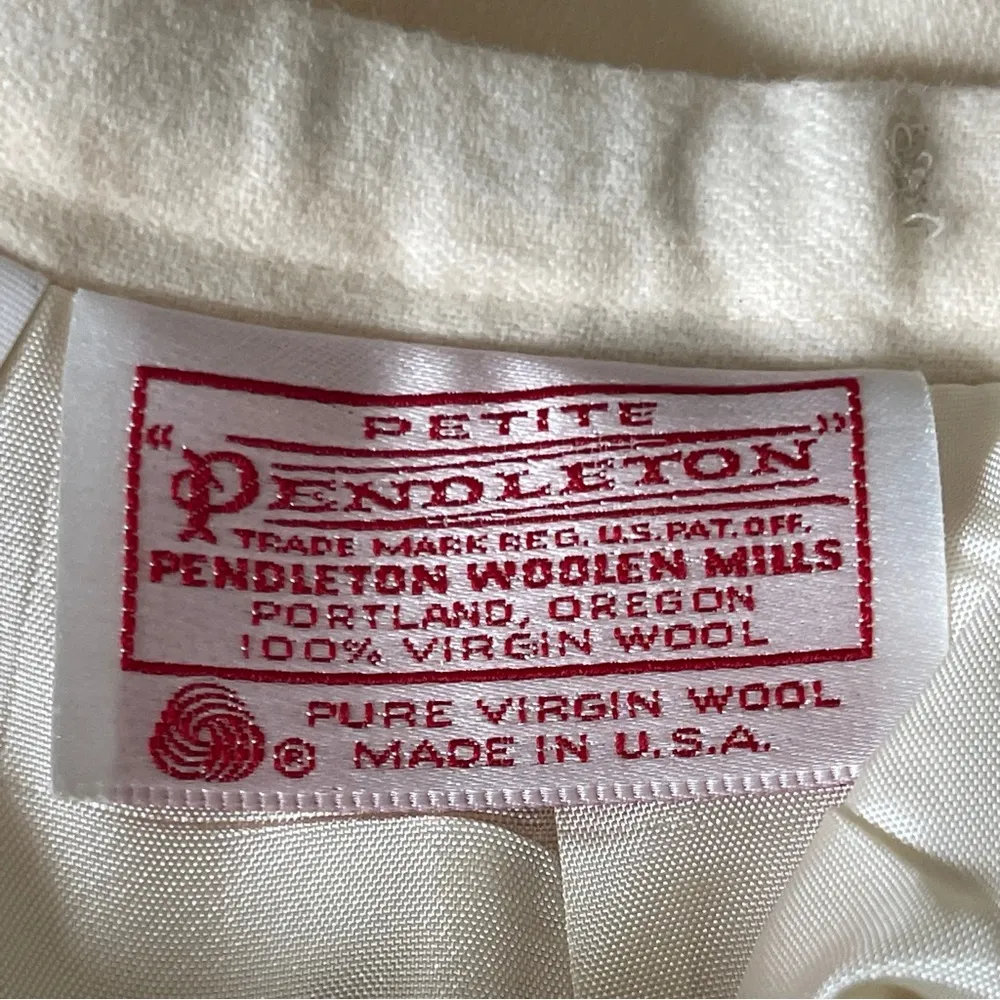 PETITE
"PENDLETON"
TRADE MARK REG. U.S. PAT. OFF.
PENDLETON WOOLEN MILLS
PORTLAND, OREGON
100% VIRGIN WOOL
® PURE VIRGIN WOOL
MADE IN U.S.A.